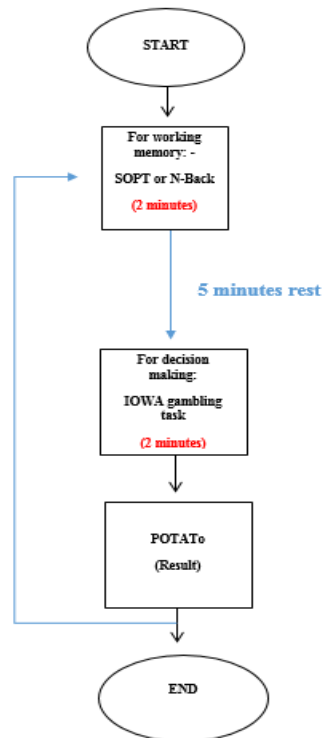 START
For working
memory: -
SOPT or N-Back
(2 minutes)
5 minutes rest
For decision
making:
IOWA gambling
task
(2 minutes)
POTATo
(Result)
END